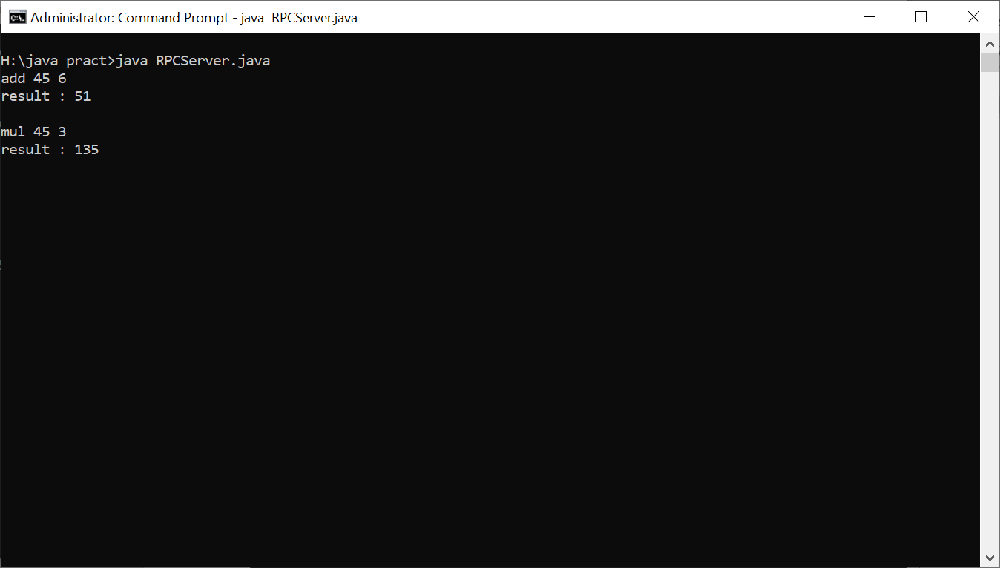 Administrator: Command Prompt - java  RPCServer.java
H:\java pract>java RPCServer.java
add 45 6
result : 51
mul 45 3
result : 135